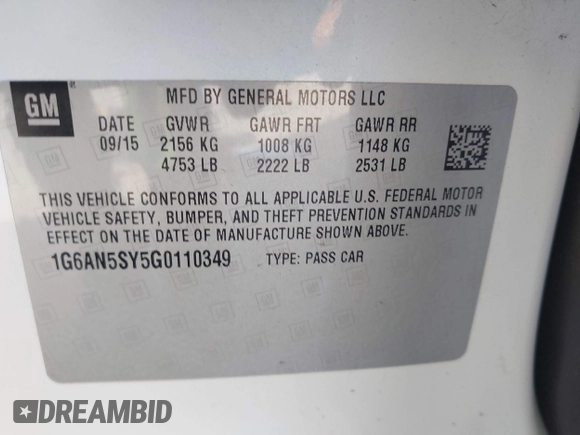 GM
MFD BY GENERAL MOTORS LLC
DATE GVWR GAWR FRT GAWR RR
09/15 2156 KG 1008 KG 1148 KG
4753 LB 2222 LB 2531 LB
THIS VEHICLE CONFORMS TO ALL APPLICABLE U.S. FEDERAL MOTOR
VEHICLE SAFETY, BUMPER, AND THEFT PREVENTION STANDARDS IN
EFFECT ON THE DATE OF MANUFACTURE SHOWN ABOVE.
1G6AN5SY5G0110349 TYPE: PASS CAR
DREAMBID